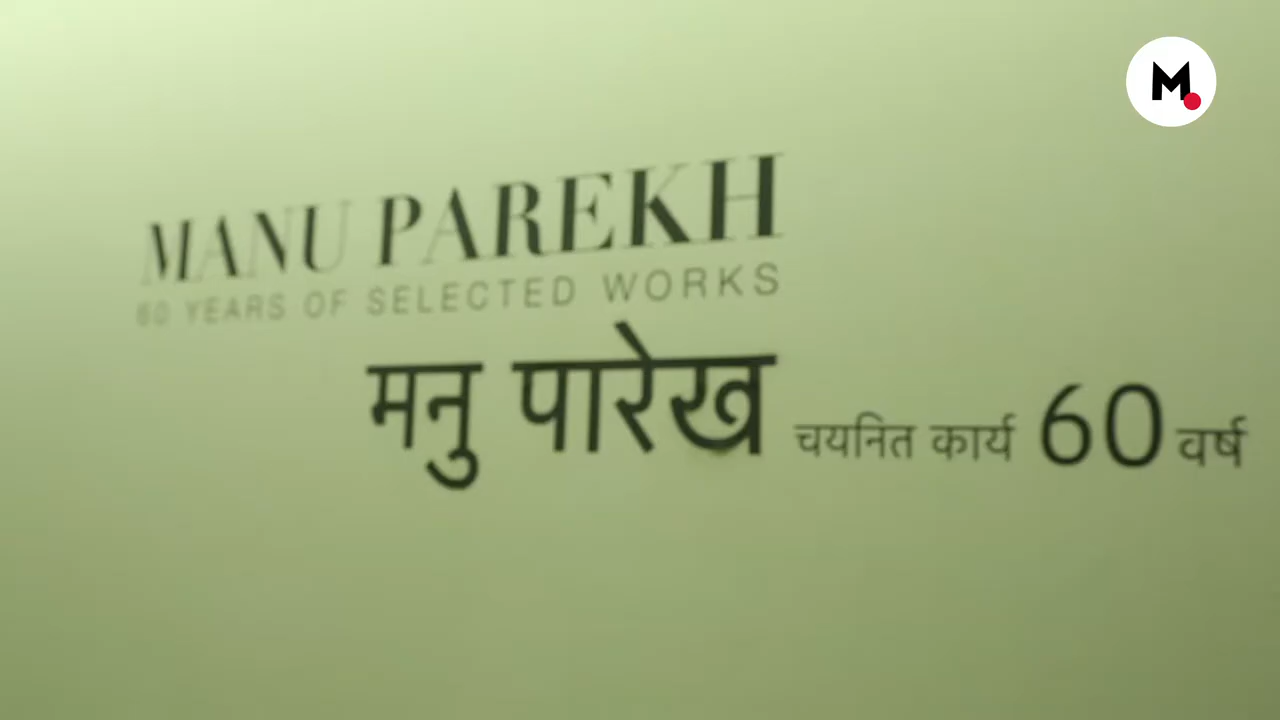 M.
MANU PAREKH
60 YEARS OF SELECTED WORKS
मनु पारेख चयनित कार्य 60 वर्ष